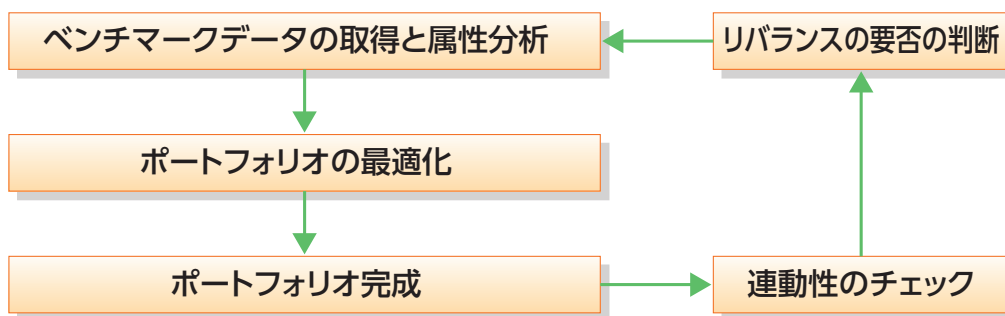 ベンチマークデータの取得と属性分析
リバランスの要否の判断
ポートフォリオの最適化
ポートフォリオ完成
連動性のチェック